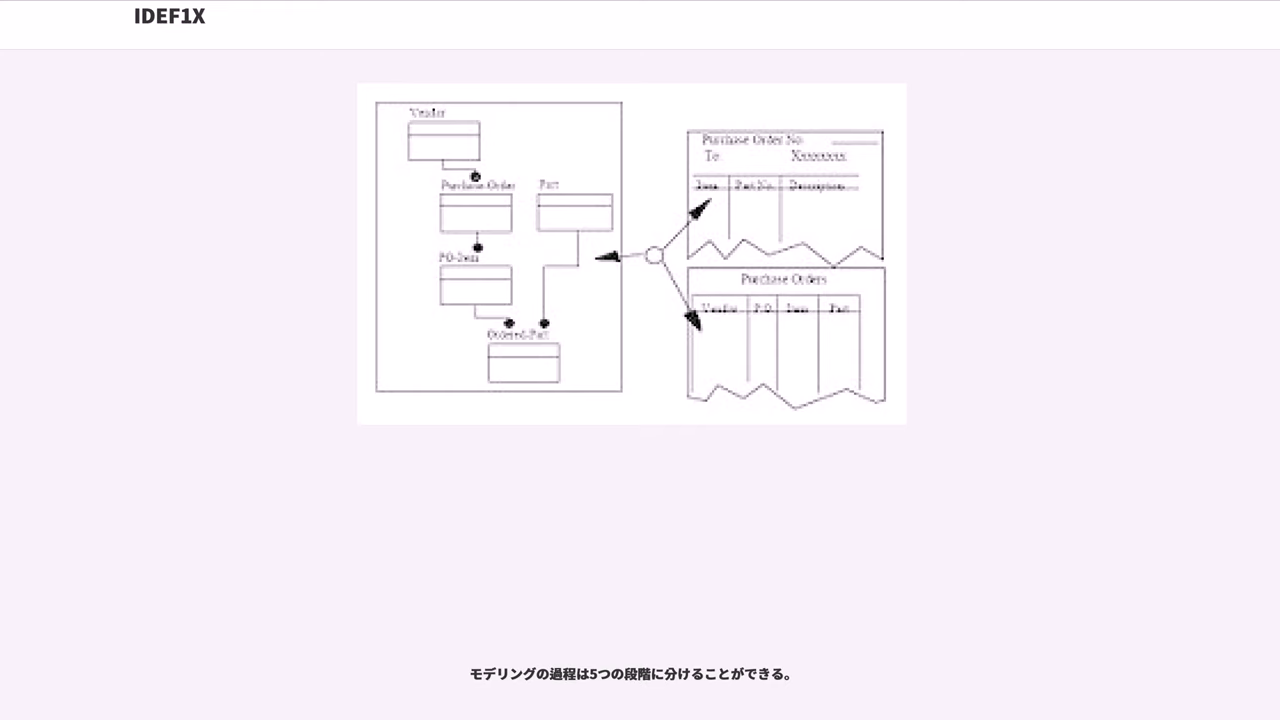 IDEF1X
Vendor
Purchase-Order
Part
PO-Item
Ordered-Part
Purchase Order No.
To
Xxxxxxxx
Item Part No. Description
Purchase Orders
Vendor P.O. Item Part
モデリングの過程は5つの段階に分けることができる。